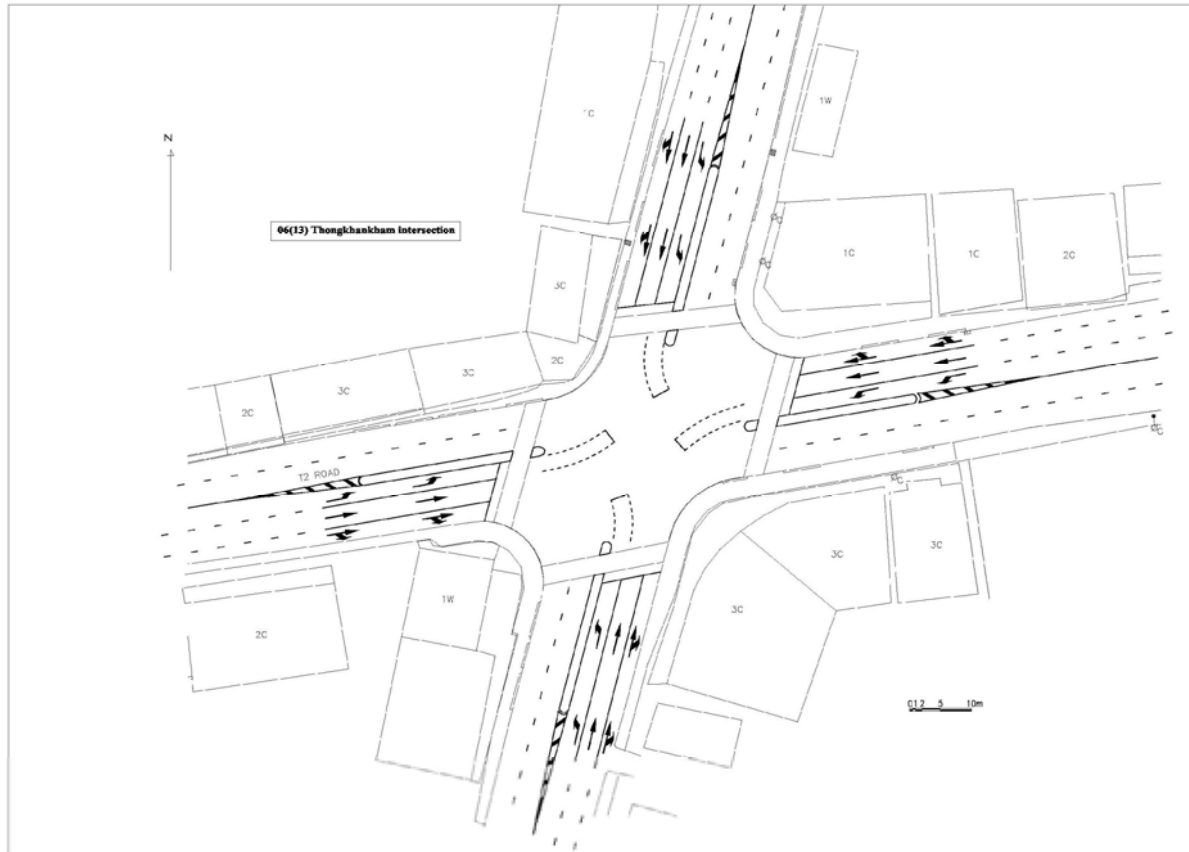 1C
1W
N
06(13) Thongkhankham intersection
1C
1C
2C
3C
2C
3C
3C
2C
T2 ROAD
C
C
C
C
3C
3C
3C
1W
2C
0 1 2 5 10m